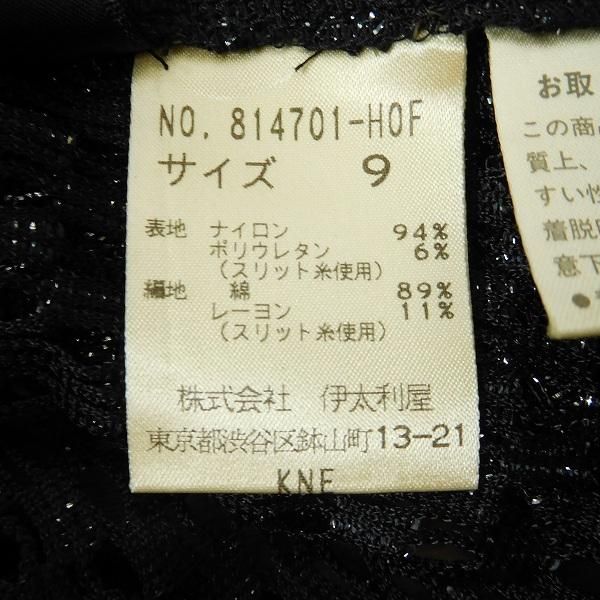 NO. 814701-HOF
サイズ 9
表地 ナイロン 94%
ポリウレタン 6%
(スリット糸使用)
編地 綿 89%
レーヨン 11%
(スリット糸使用)
株式会社 伊太利屋
東京都渋谷区鉢山町13-21
KNF
お取
この商品
質上、
すい性
着脱
意下